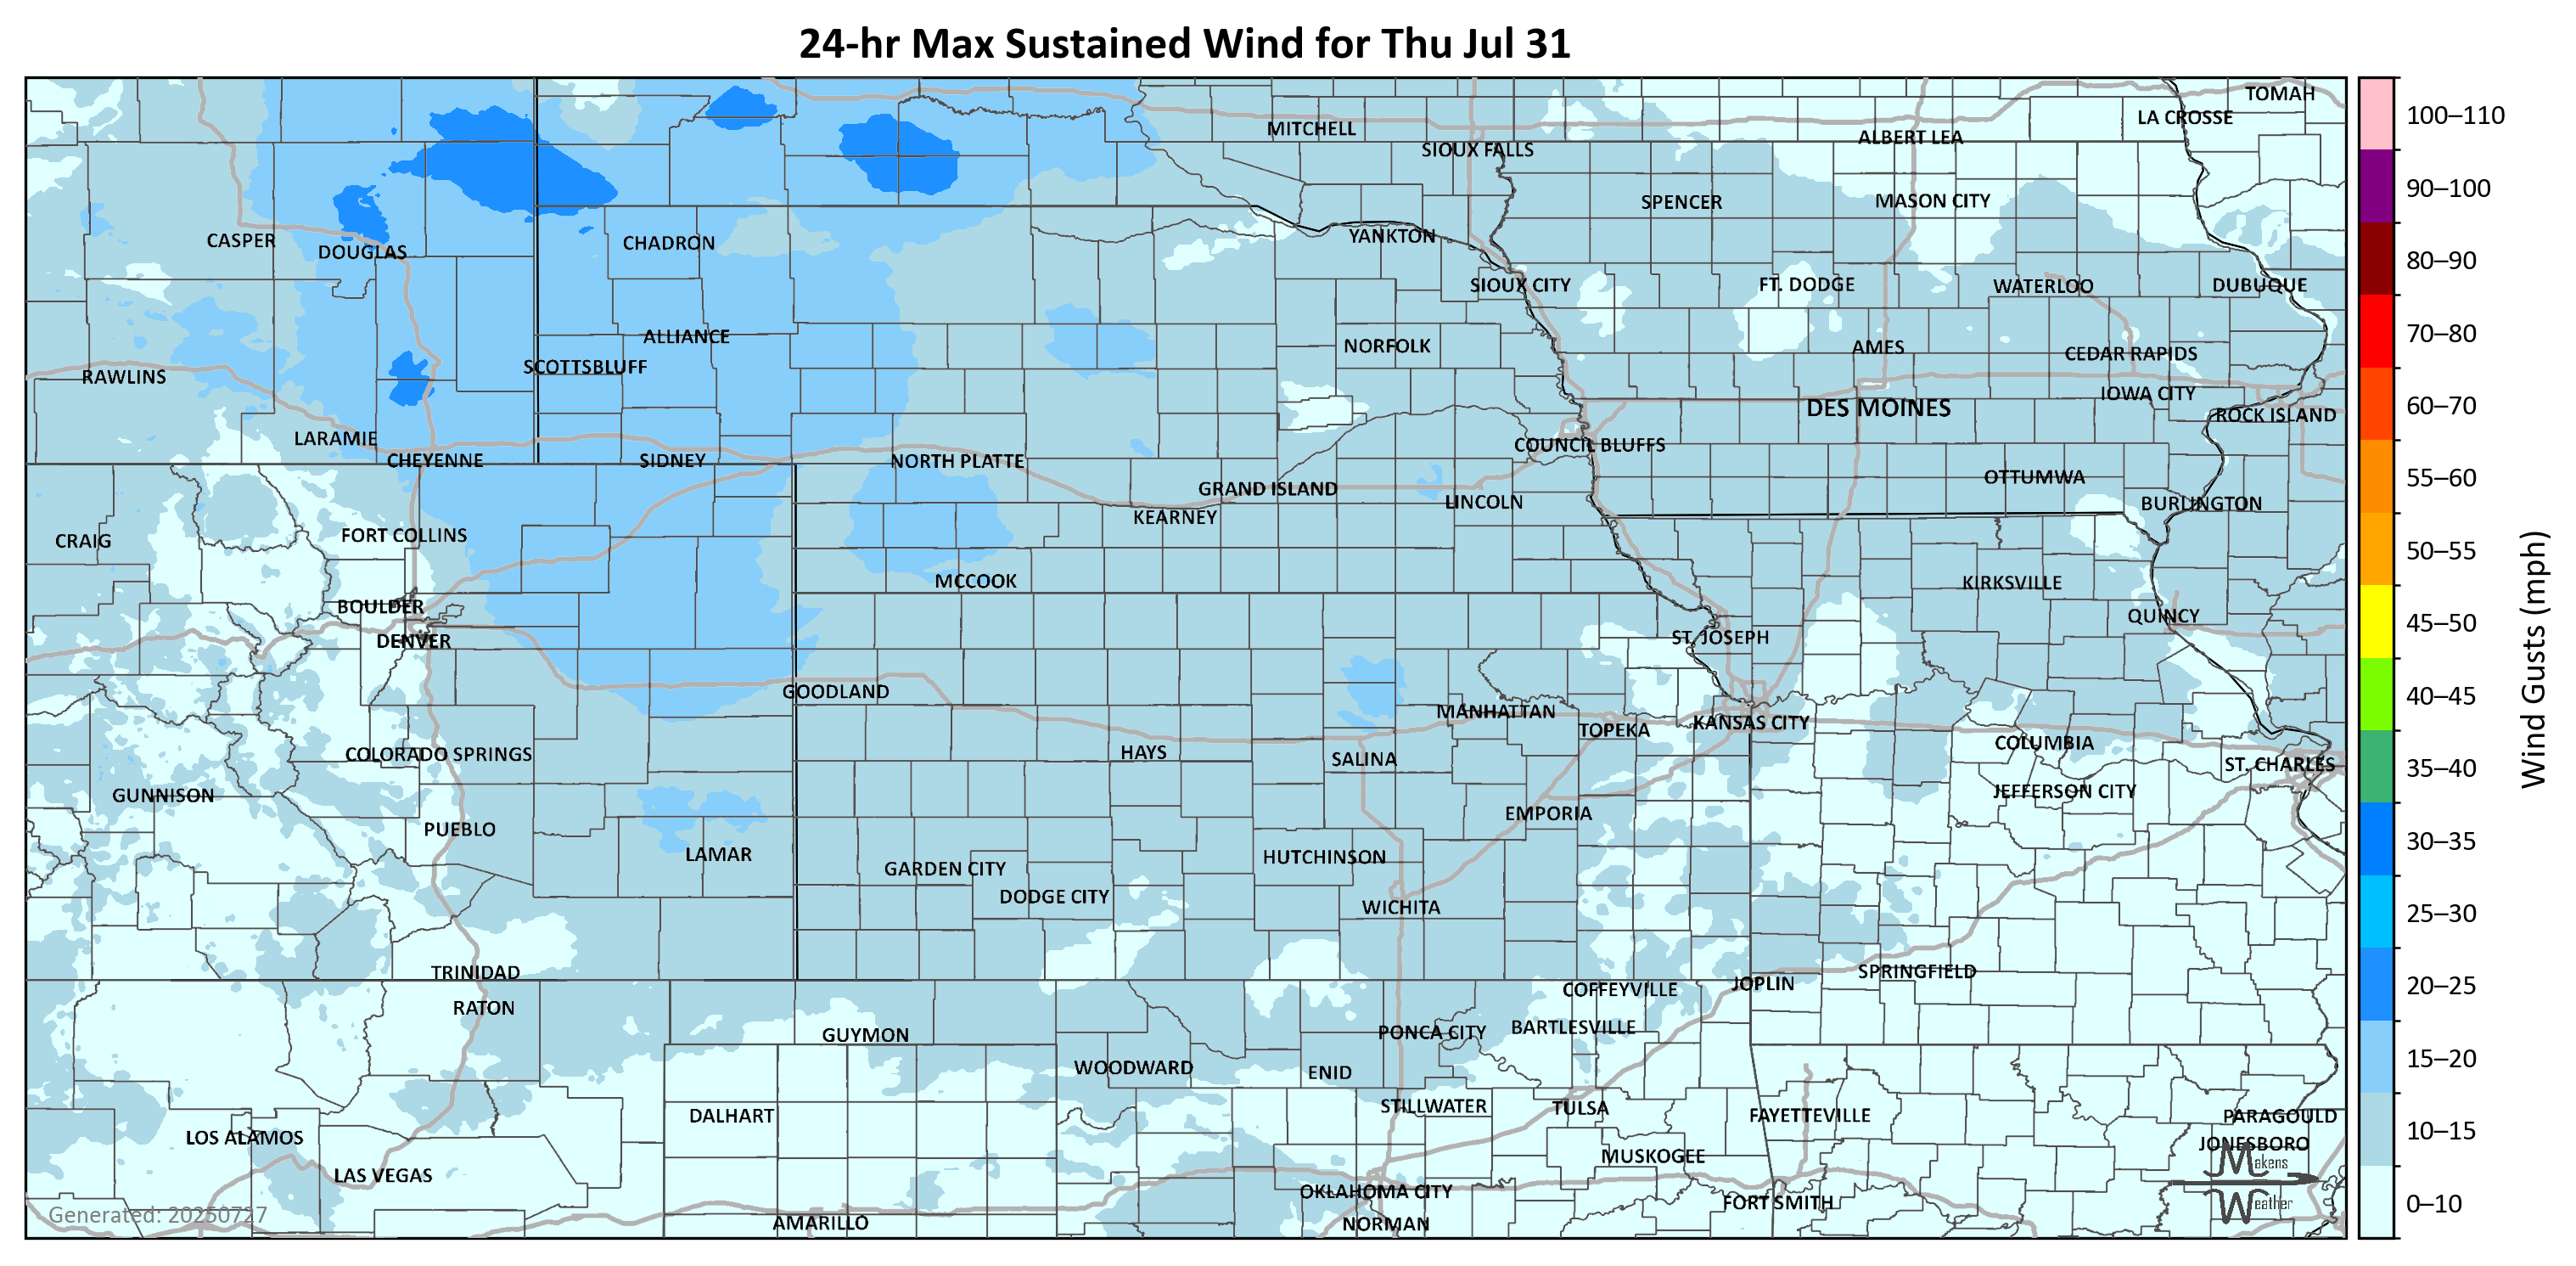 24-hr Max Sustained Wind for Thu Jul 31
TOMAH
LA CROSSE
MITCHELL
ALBERT LEA
SIOUX FALLS
SPENCER
MASON CITY
CASPER
DOUGLAS
CHADRON
YANKTON
SIOUX CITY
FT. DODGE
WATERLOO
DUBUQUE
ALLIANCE
NORFOLK
AMES
CEDAR RAPIDS
SCOTTSBLUFF
RAWLINS
IOWA CITY
DES MOINES
ROCK ISLAND
LARAMIE
COUNCIL BLUFFS
CHEYENNE
SIDNEY
NORTH PLATTE
OTTUMWA
GRAND ISLAND
LINCOLN
BURLINGTON
KEARNEY
CRAIG
FORT COLLINS
MCCOOK
KIRKSVILLE
BOULDER
QUINCY
DENVER
ST. JOSEPH
GOODLAND
MANHATTAN
TOPEKA
KANSAS CITY
COLORADO SPRINGS
HAYS
SALINA
COLUMBIA
ST. CHARLES
GUNNISON
JEFFERSON CITY
EMPORIA
PUEBLO
LAMAR
HUTCHINSON
GARDEN CITY
DODGE CITY
WICHITA
TRINIDAD
SPRINGFIELD
JOPLIN
COFFEYVILLE
RATON
GUYMON
PONCA CITY
BARTLESVILLE
WOODWARD
ENID
DALHART
STILLWATER
TULSA
FAYETTEVILLE
PARAGOULD
LOS ALAMOS
JONESBORO
MUSKOGEE
LAS VEGAS
OKLAHOMA CITY
FORT SMITH
AMARILLO
NORMAN
Makens
Weather
Generated: 20250727
100–110
90–100
80–90
70–80
60–70
55–60
50–55
45–50
40–45
35–40
30–35
25–30
20–25
15–20
10–15
0–10
Wind Gusts (mph)